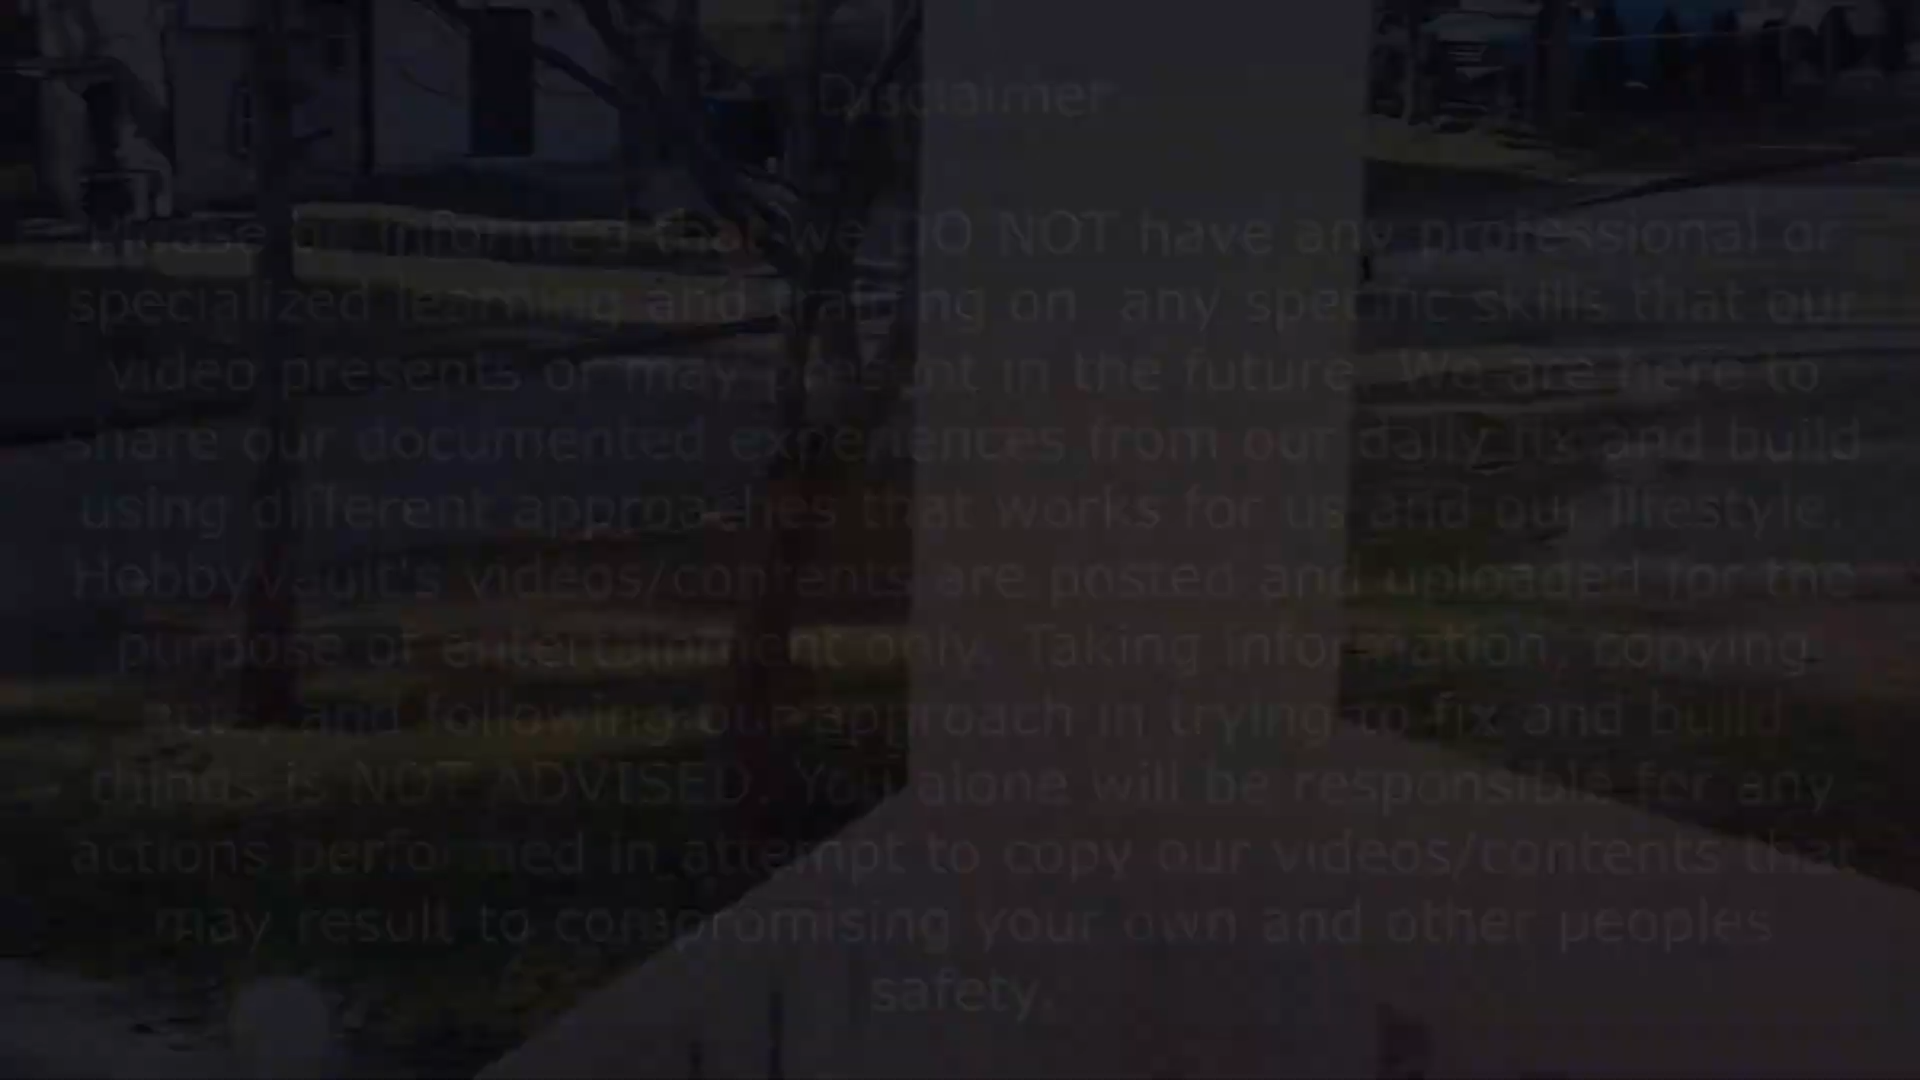 Disclaimer
Please be informed that we DO NOT have any professional or
specialized learning and training on any specific skills that our
video presents or may present in the future. We are here to
share our documented experiences from our daily fix and build
using different approaches that works for us and our lifestyle.
Hobbyvault's videos/contents are posted and uploaded for the
purpose of entertainment only. Taking information, copying
acts, and following our approach in trying to fix and build
things is NOT ADVISED. You alone will be responsible for any
actions performed in attempt to copy our videos/contents that
may result to compromising your own and other peoples
safety.